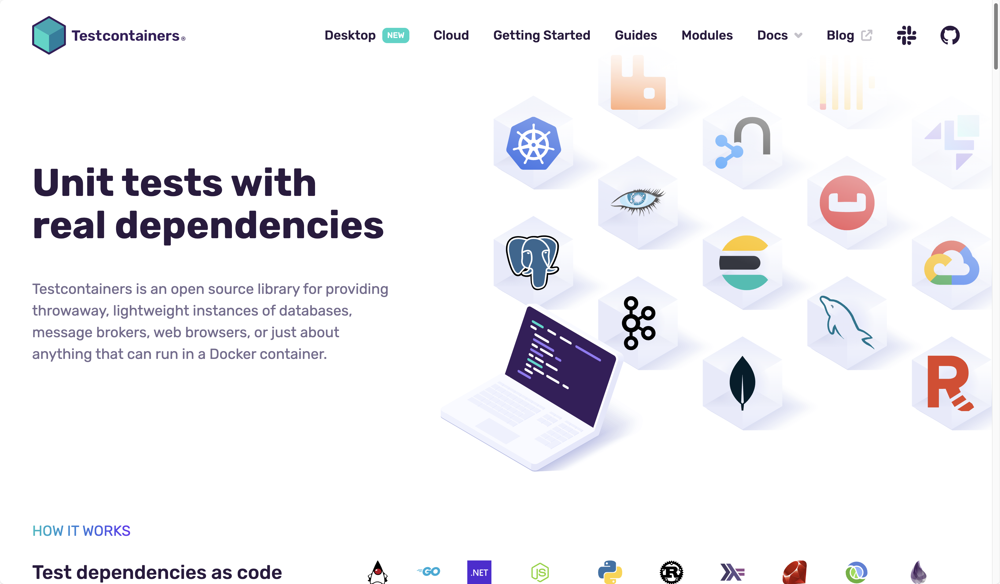 Testcontainers®
Desktop NEW Cloud Getting Started Guides Modules Docs Blog
Unit tests with
real dependencies
Testcontainers is an open source library for providing
throwaway, lightweight instances of databases,
message brokers, web browsers, or just about
anything that can run in a Docker container.
R
HOW IT WORKS
Test dependencies as code
GO .NET JS R